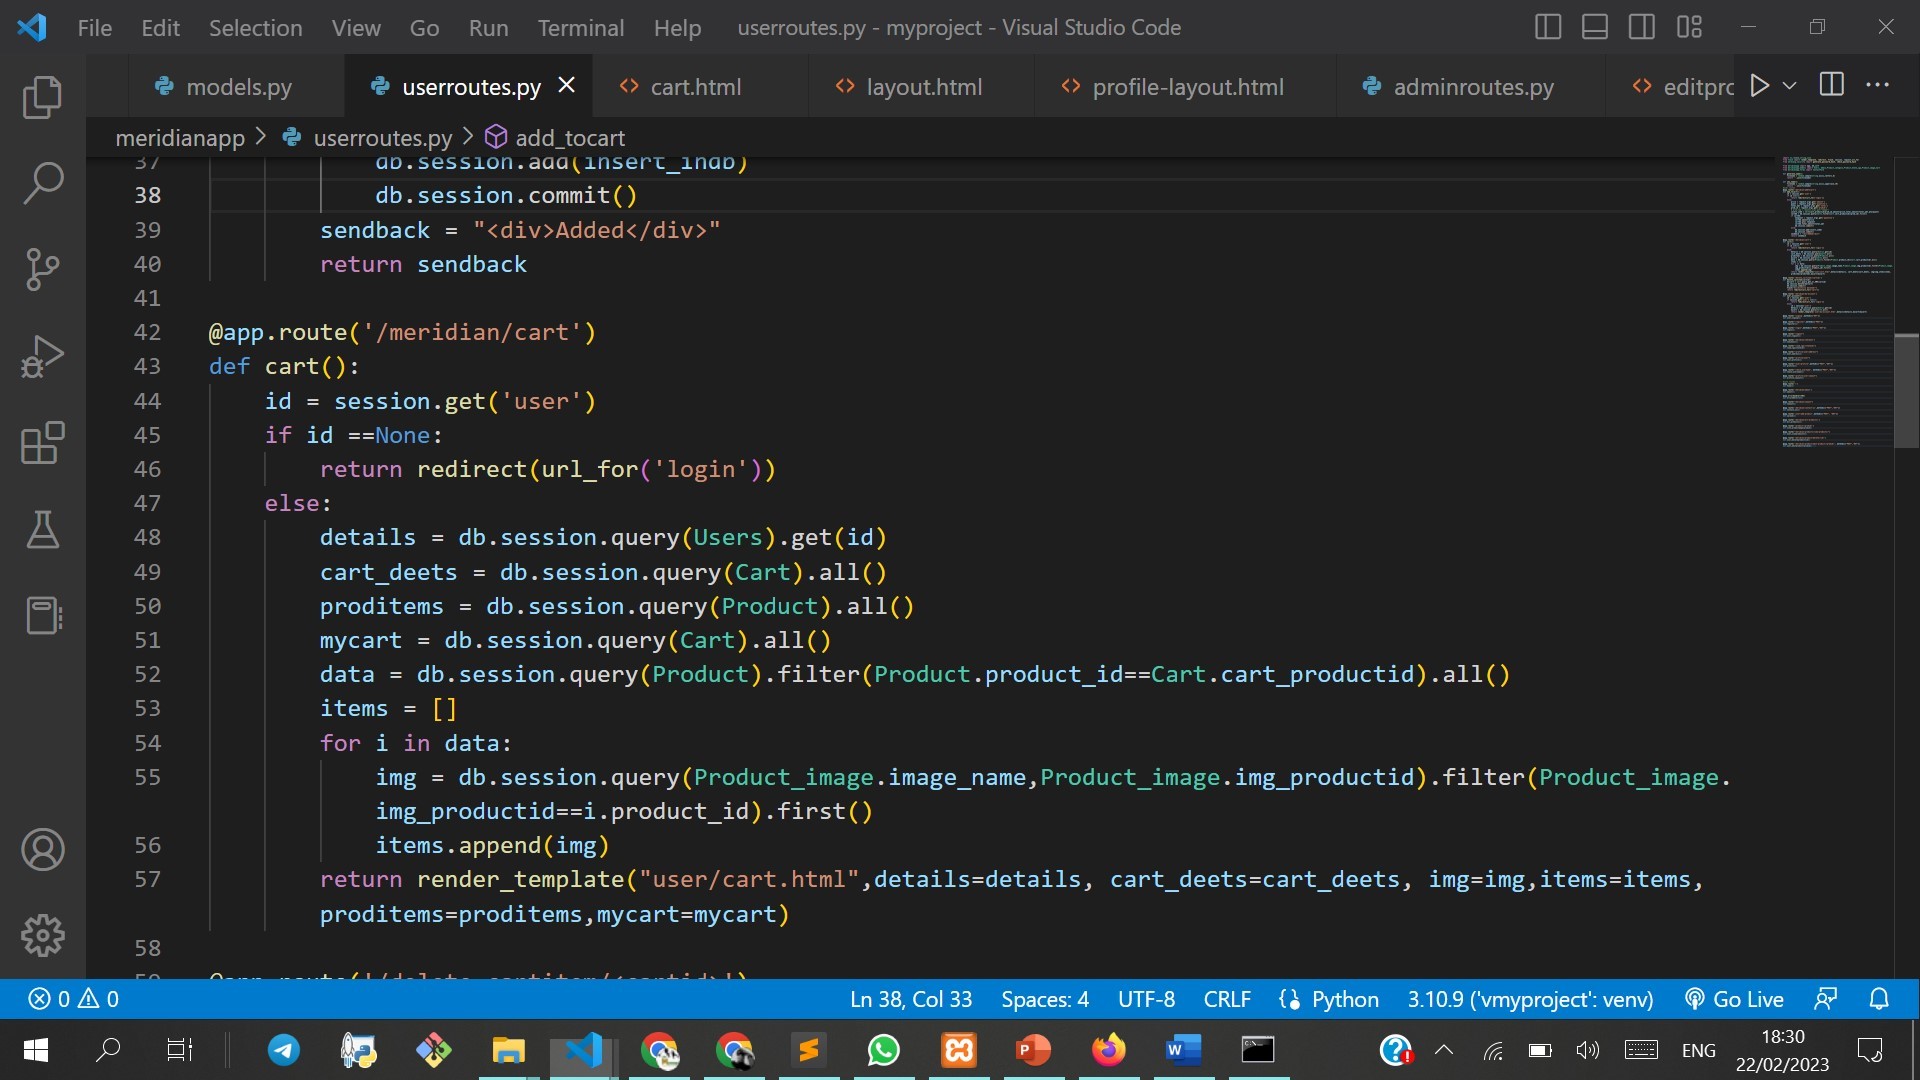 File Edit Selection View Go Run Terminal Help userroutes.py - myproject - Visual Studio Code
models.py userroutes.py cart.html layout.html profile-layout.html adminroutes.py editpro
meridianapp > userroutes.py > add_tocart
37 db.session.add(insert_indb)
38 db.session.commit()
39 sendback = "<div>Added</div>"
40 return sendback
41
42 @app.route('/meridian/cart')
43 def cart():
44 id = session.get('user')
45 if id ==None:
46 return redirect(url_for('login'))
47 else:
48 details = db.session.query(Users).get(id)
49 cart_deets = db.session.query(Cart).all()
50 proditems = db.session.query(Product).all()
51 mycart = db.session.query(Cart).all()
52 data = db.session.query(Product).filter(Product.product_id==Cart.cart_productid).all()
53 items = []
54 for i in data:
55 img = db.session.query(Product_image.image_name,Product_image.img_productid).filter(Product_image.
img_productid==i.product_id).first()
56 items.append(img)
57 return render_template("user/cart.html",details=details, cart_deets=cart_deets, img=img,items=items,
proditems=proditems,mycart=mycart)
58
59 @app.route('/delete_cartitem/<cartid>')
0 0 Ln 38, Col 33 Spaces: 4 UTF-8 CRLF Python 3.10.9 ('vmyproject': venv) Go Live
ENG 18:30
22/02/2023